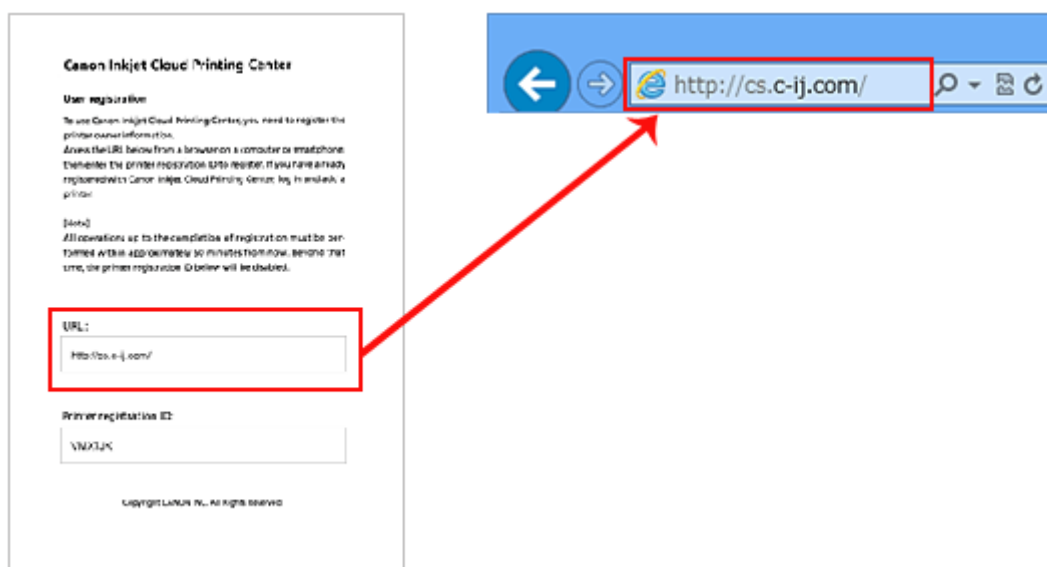 Canon Inkjet Cloud Printing Center
User registration
To use Canon Inkjet Cloud Printing Center, you need to register the
printer owner information.
Access the URL below from a browser on a computer or smartphone,
then enter the printer registration ID to register. If you have already
registered with Canon Inkjet Cloud Printing Center, log in and add a
printer.
[Note]
All operations up to the completion of registration must be per-
formed within approximately 50 minutes from now. Beyond that
time, the printer registration ID below will be disabled.
URL:
http://cs.c-ij.com/
Printer registration ID:
Copyright CANON INC. All Rights Reserved
http://cs.c-ij.com/